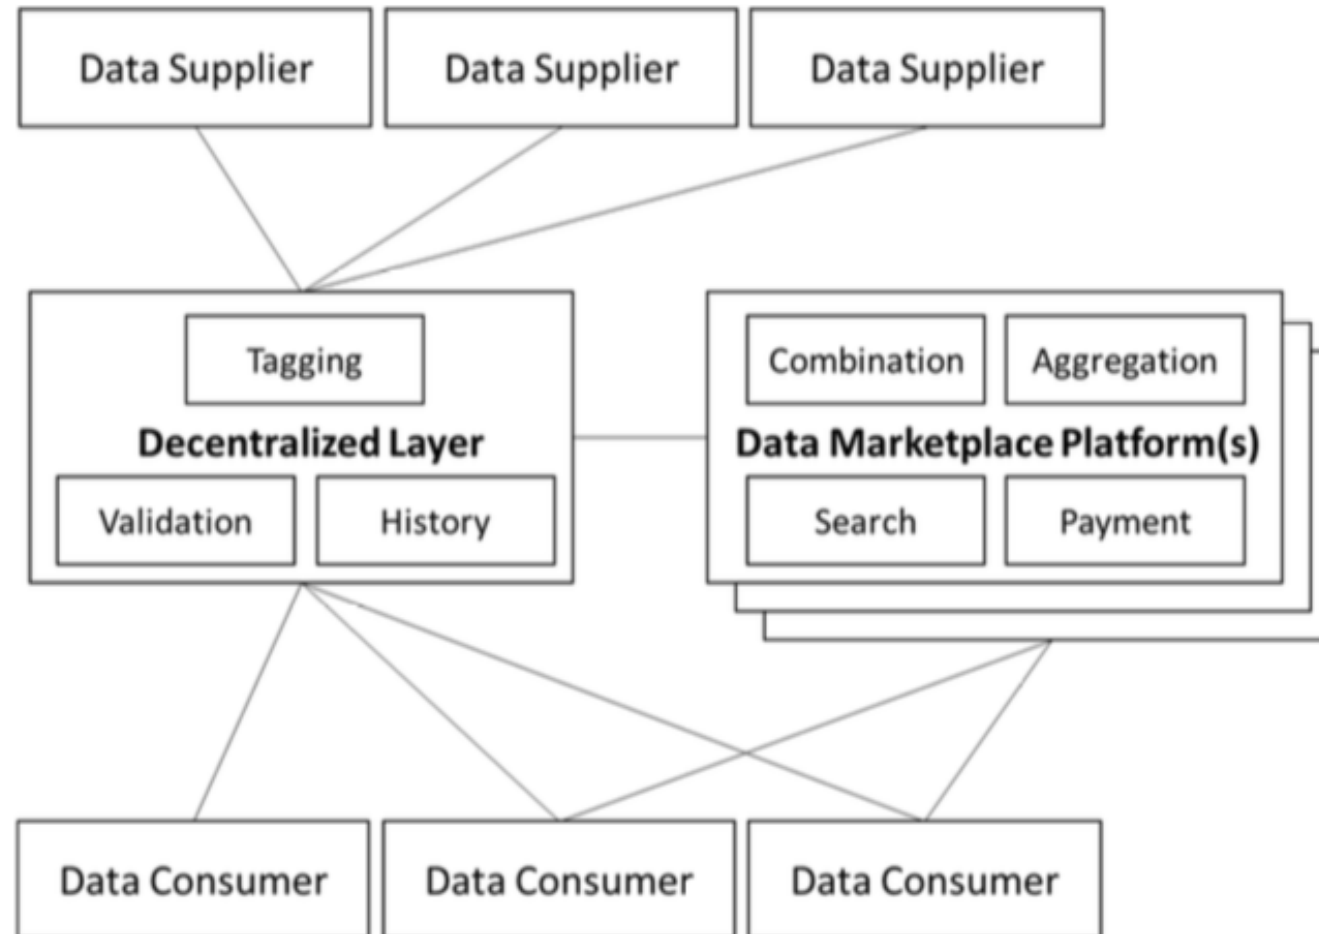 Data Supplier
Data Supplier
Data Supplier
Tagging
Decentralized Layer
Validation
History
Combination
Aggregation
Data Marketplace Platform(s)
Search
Payment
Data Consumer
Data Consumer
Data Consumer